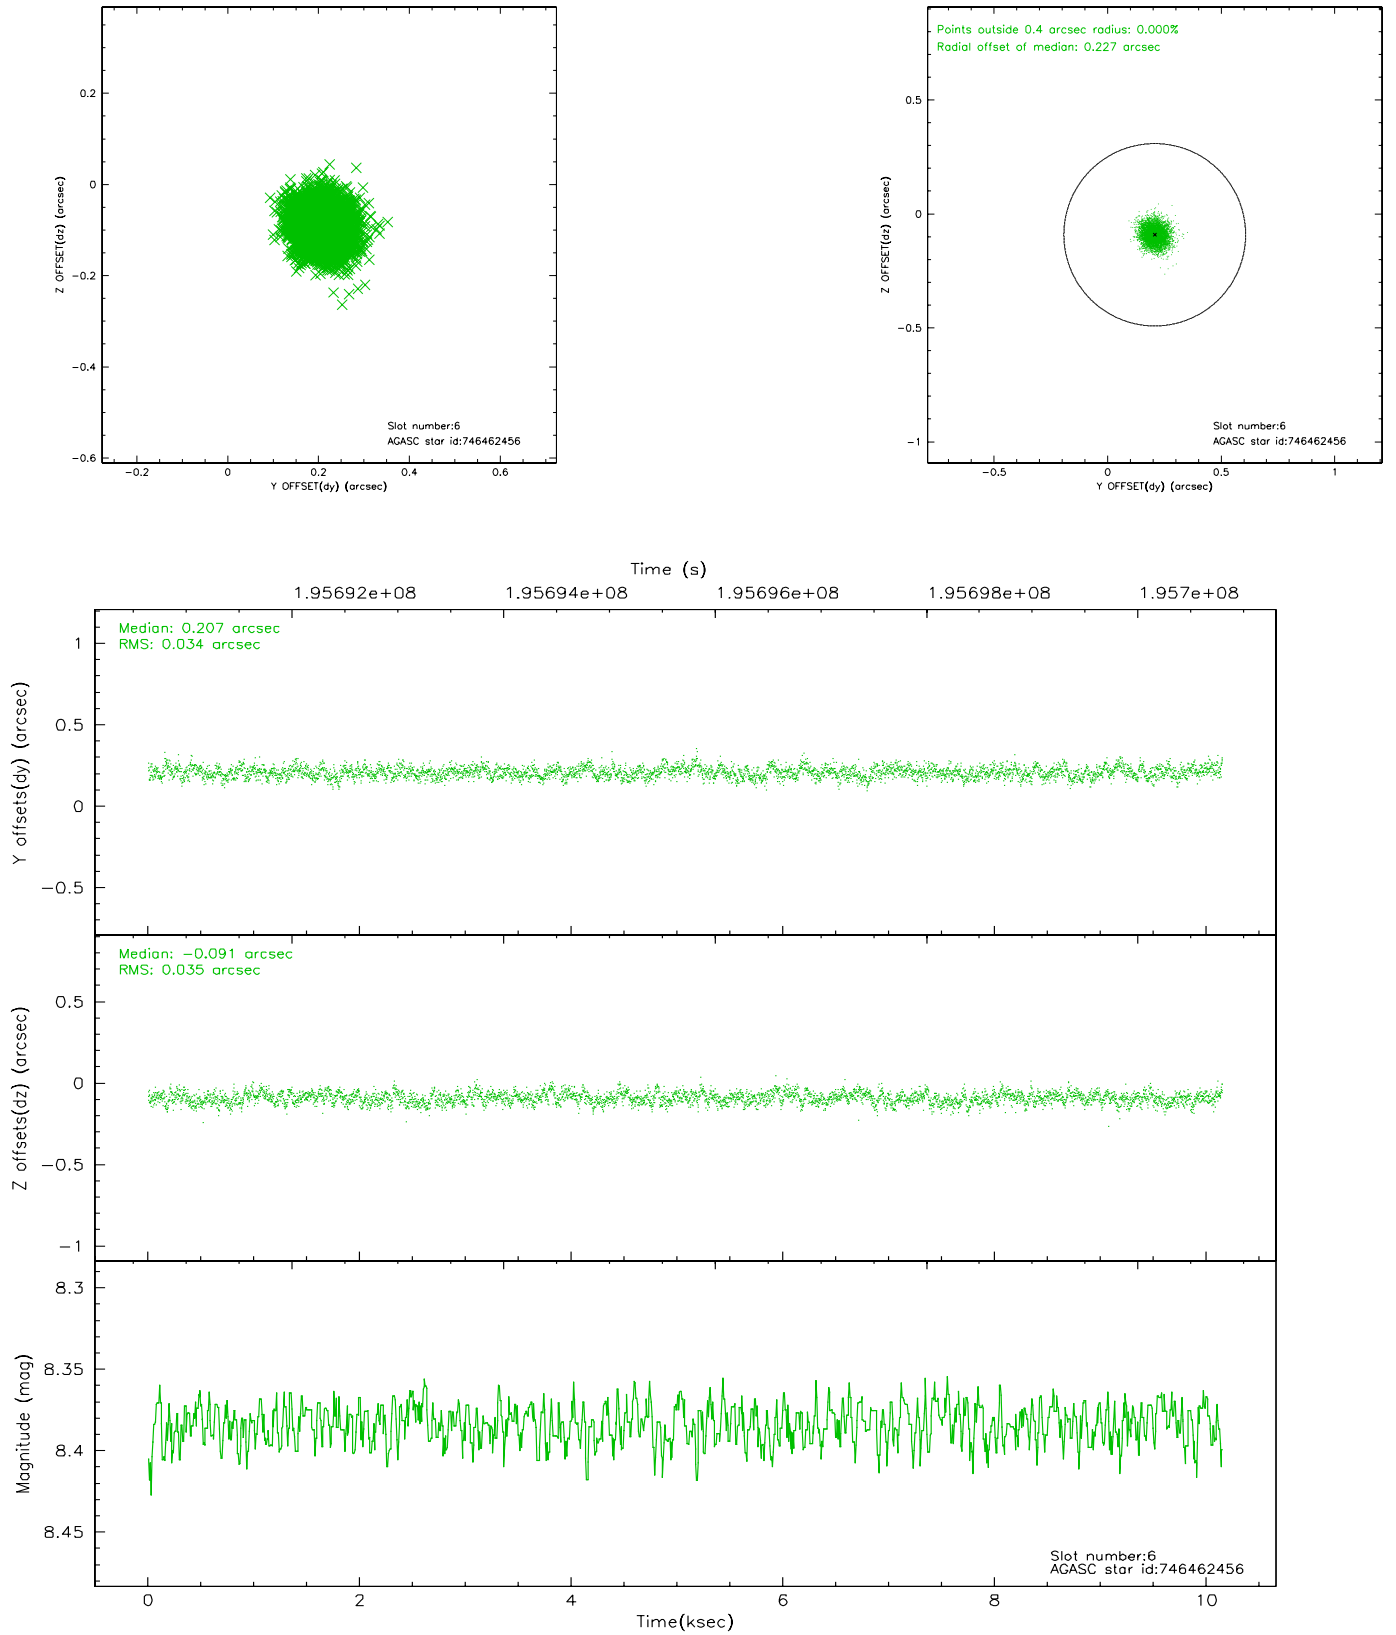 0.2
0
−0.2
−0.4
−0.6
Z OFFSET(dz) (arcsec)
Slot number:6
AGASC star id:746462456
−0.2 0 0.2 0.4 0.6
Y OFFSET(dy) (arcsec)
Points outside 0.4 arcsec radius: 0.000%
Radial offset of median: 0.227 arcsec
0.5
0
−0.5
−1
Z OFFSET(dz) (arcsec)
Slot number:6
AGASC star id:746462456
−0.5 0 0.5 1
Y OFFSET(dy) (arcsec)
Time (s)
1.95692e+08 1.95694e+08 1.95696e+08 1.95698e+08 1.957e+08
Median: 0.207 arcsec
RMS: 0.034 arcsec
1
0.5
0
−0.5
Y offsets(dy) (arcsec)
Median: −0.091 arcsec
RMS: 0.035 arcsec
0.5
0
−0.5
−1
Z offsets(dz) (arcsec)
8.3
8.35
8.4
8.45
Magnitude (mag)
Slot number:6
AGASC star id:746462456
0 2 4 6 8 10
Time(ksec)